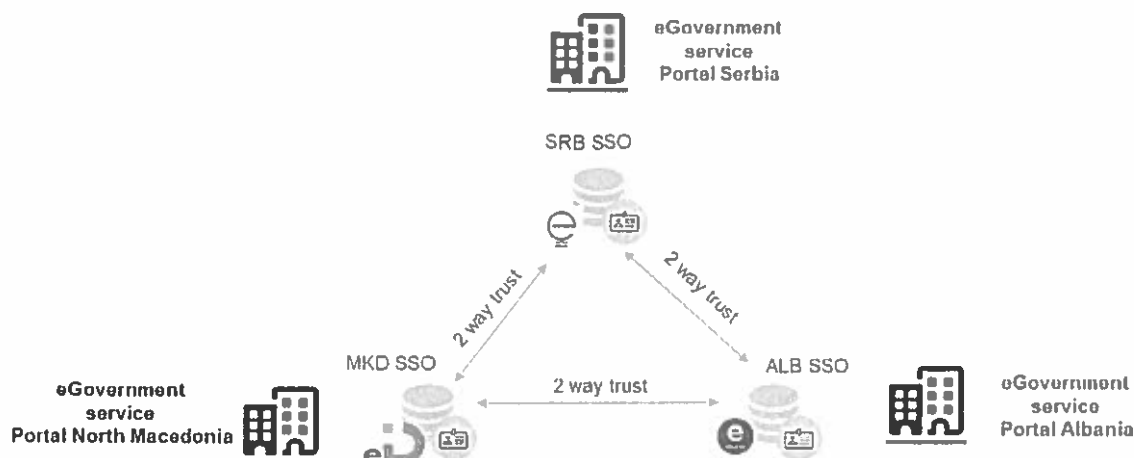 eGovernment
service
Portal Serbia
SRB SSO
2 way trust
2 way trust
MKD SSO
ALB SSO
2 way trust
eGovernment
service
Portal North Macedonia
eGovernment
service
Portal Albania
e